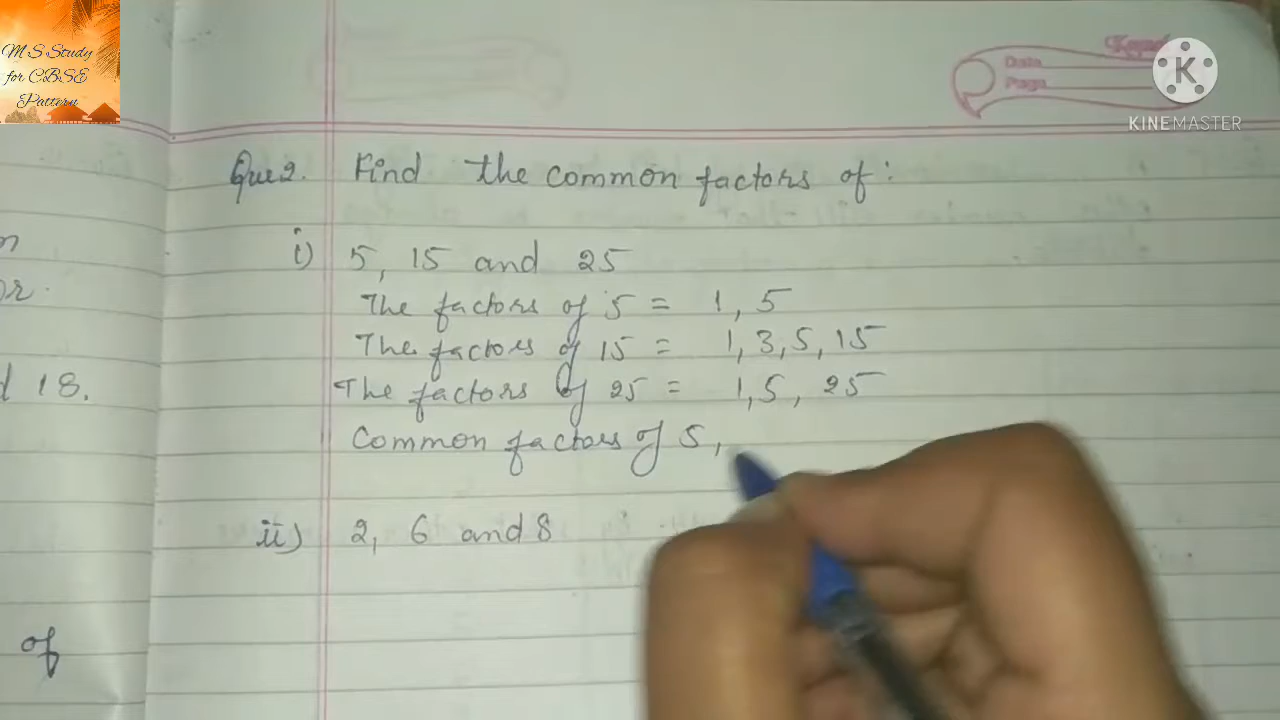 MS Study
for CBSE
Pattern
Date
Page
K
KINEMASTER
Que2. Find the common factors of:
i) 5, 15 and 25
The factors of 5 = 1, 5
The factors of 15 = 1, 3, 5, 15
The factors of 25 = 1, 5, 25
Common factors of 5,
ii) 2, 6 and 8
18.
of